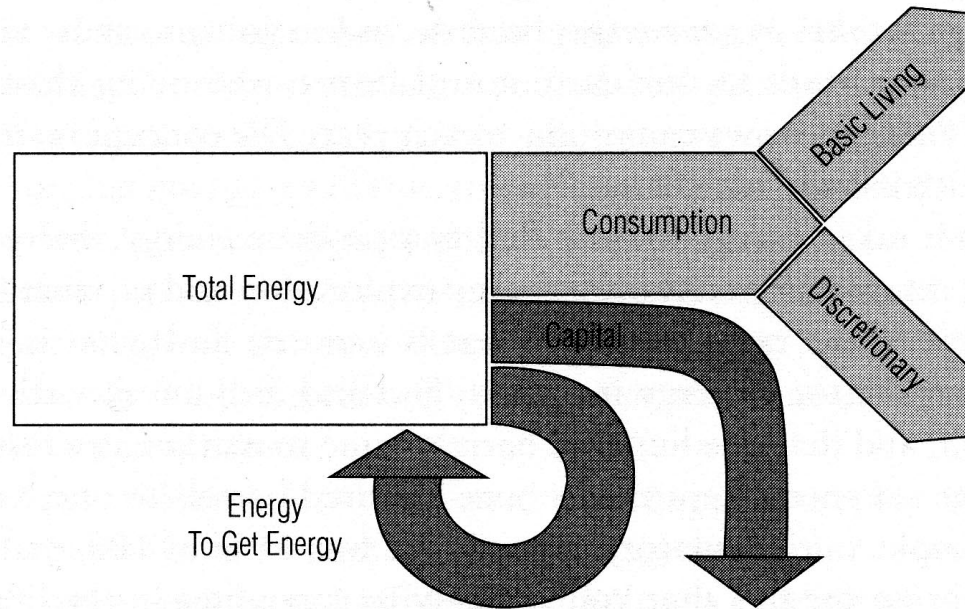 Total Energy
Consumption
Basic Living
Discretionary
Capital
Energy
To Get Energy